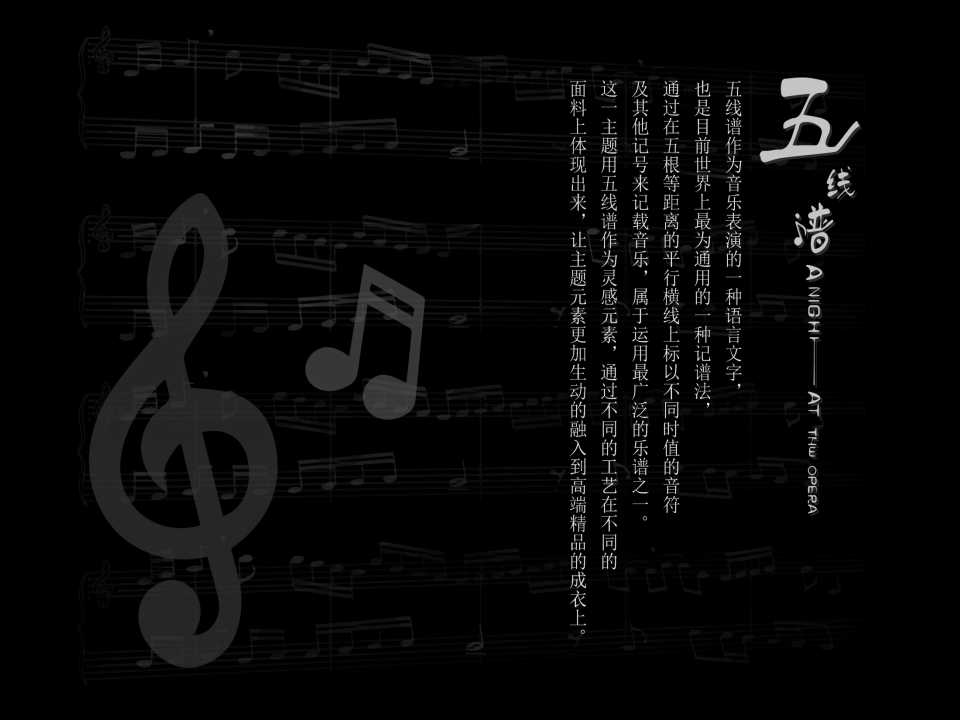 五线谱
A NIGHT——AT THE OPERA
五线谱作为音乐表演的一种语言文字，
也是目前世界上最为通用的一种记谱法，
通过在五根等距离的平行横线上标以不同时值的音符
及其他记号来记载音乐，属于运用最广泛的乐谱之一。
这一主题用五线谱作为灵感元素，通过不同的工艺在不同的
面料上体现出来，让主题元素更加生动的融入到高端精品的成衣上。